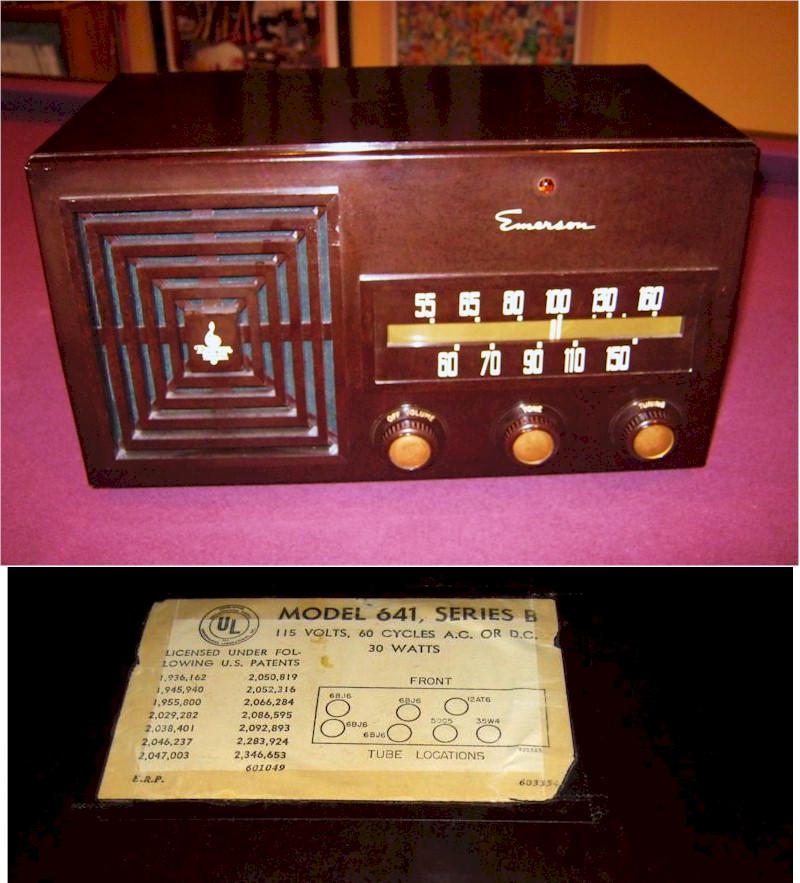 Emerson
55 65 80 100 130 160
60 70 90 110 150
OFF VOLUME
TONE
TUNING
UL
MODEL 641, SERIES B
115 VOLTS, 60 CYCLES A.C. OR D.C.
30 WATTS
LICENSED UNDER FOL-
LOWING U.S. PATENTS
1,936,162 2,050,819
1,945,940 2,052,316
1,955,800 2,066,284
2,029,282 2,086,595
2,038,401 2,092,893
2,046,237 2,283,924
2,047,003 2,346,653
601049
E.R.P.
FRONT
6BJ6 6BJ6 12AT6
6BJ6 6BJ6 50C5 35W4
TUBE LOCATIONS